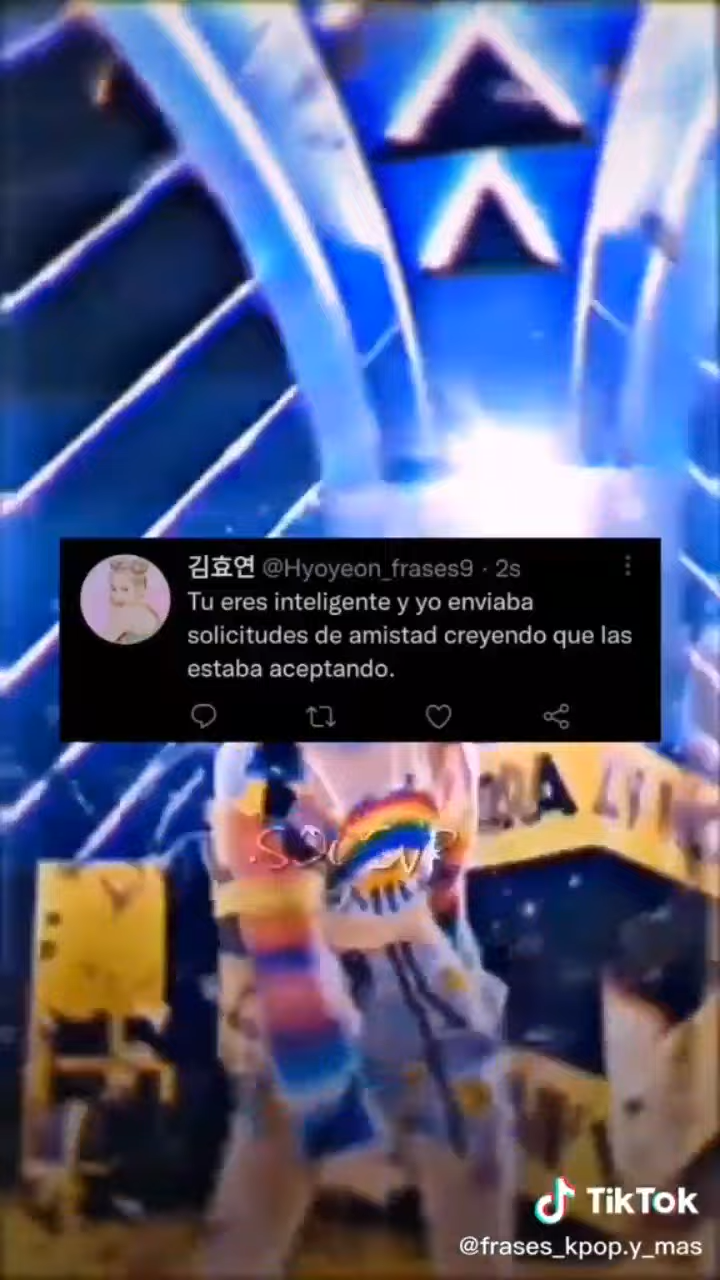 김효연 @Hyoyeon_frases9 · 2s
Tu eres inteligente y yo enviaba
solicitudes de amistad creyendo que las
estaba aceptando.
TikTok
@frases_kpop.y_mas